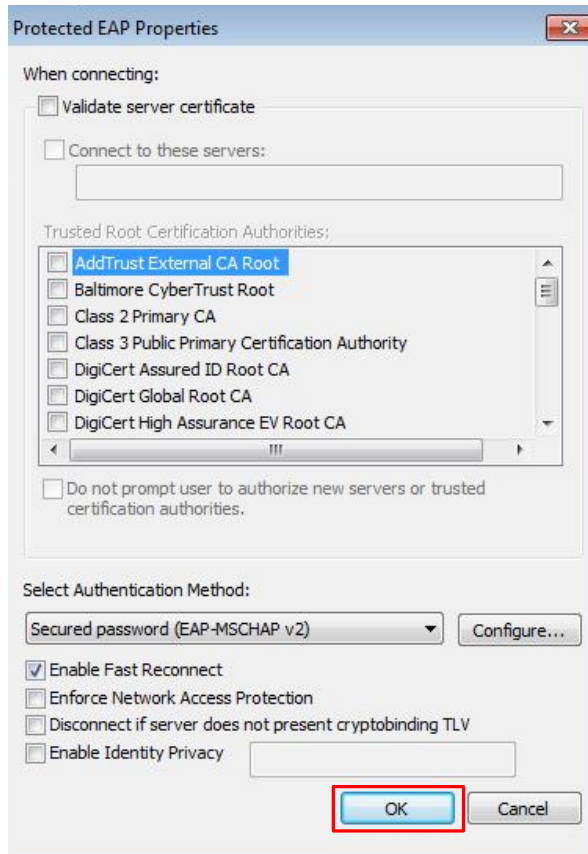 Protected EAP Properties
When connecting:
Validate server certificate
Connect to these servers:
Trusted Root Certification Authorities:
AddTrust External CA Root
Baltimore CyberTrust Root
Class 2 Primary CA
Class 3 Public Primary Certification Authority
DigiCert Assured ID Root CA
DigiCert Global Root CA
DigiCert High Assurance EV Root CA
Do not prompt user to authorize new servers or trusted
certification authorities.
Select Authentication Method:
Secured password (EAP-MSCHAP v2) Configure...
Enable Fast Reconnect
Enforce Network Access Protection
Disconnect if server does not present cryptobinding TLV
Enable Identity Privacy
OK Cancel